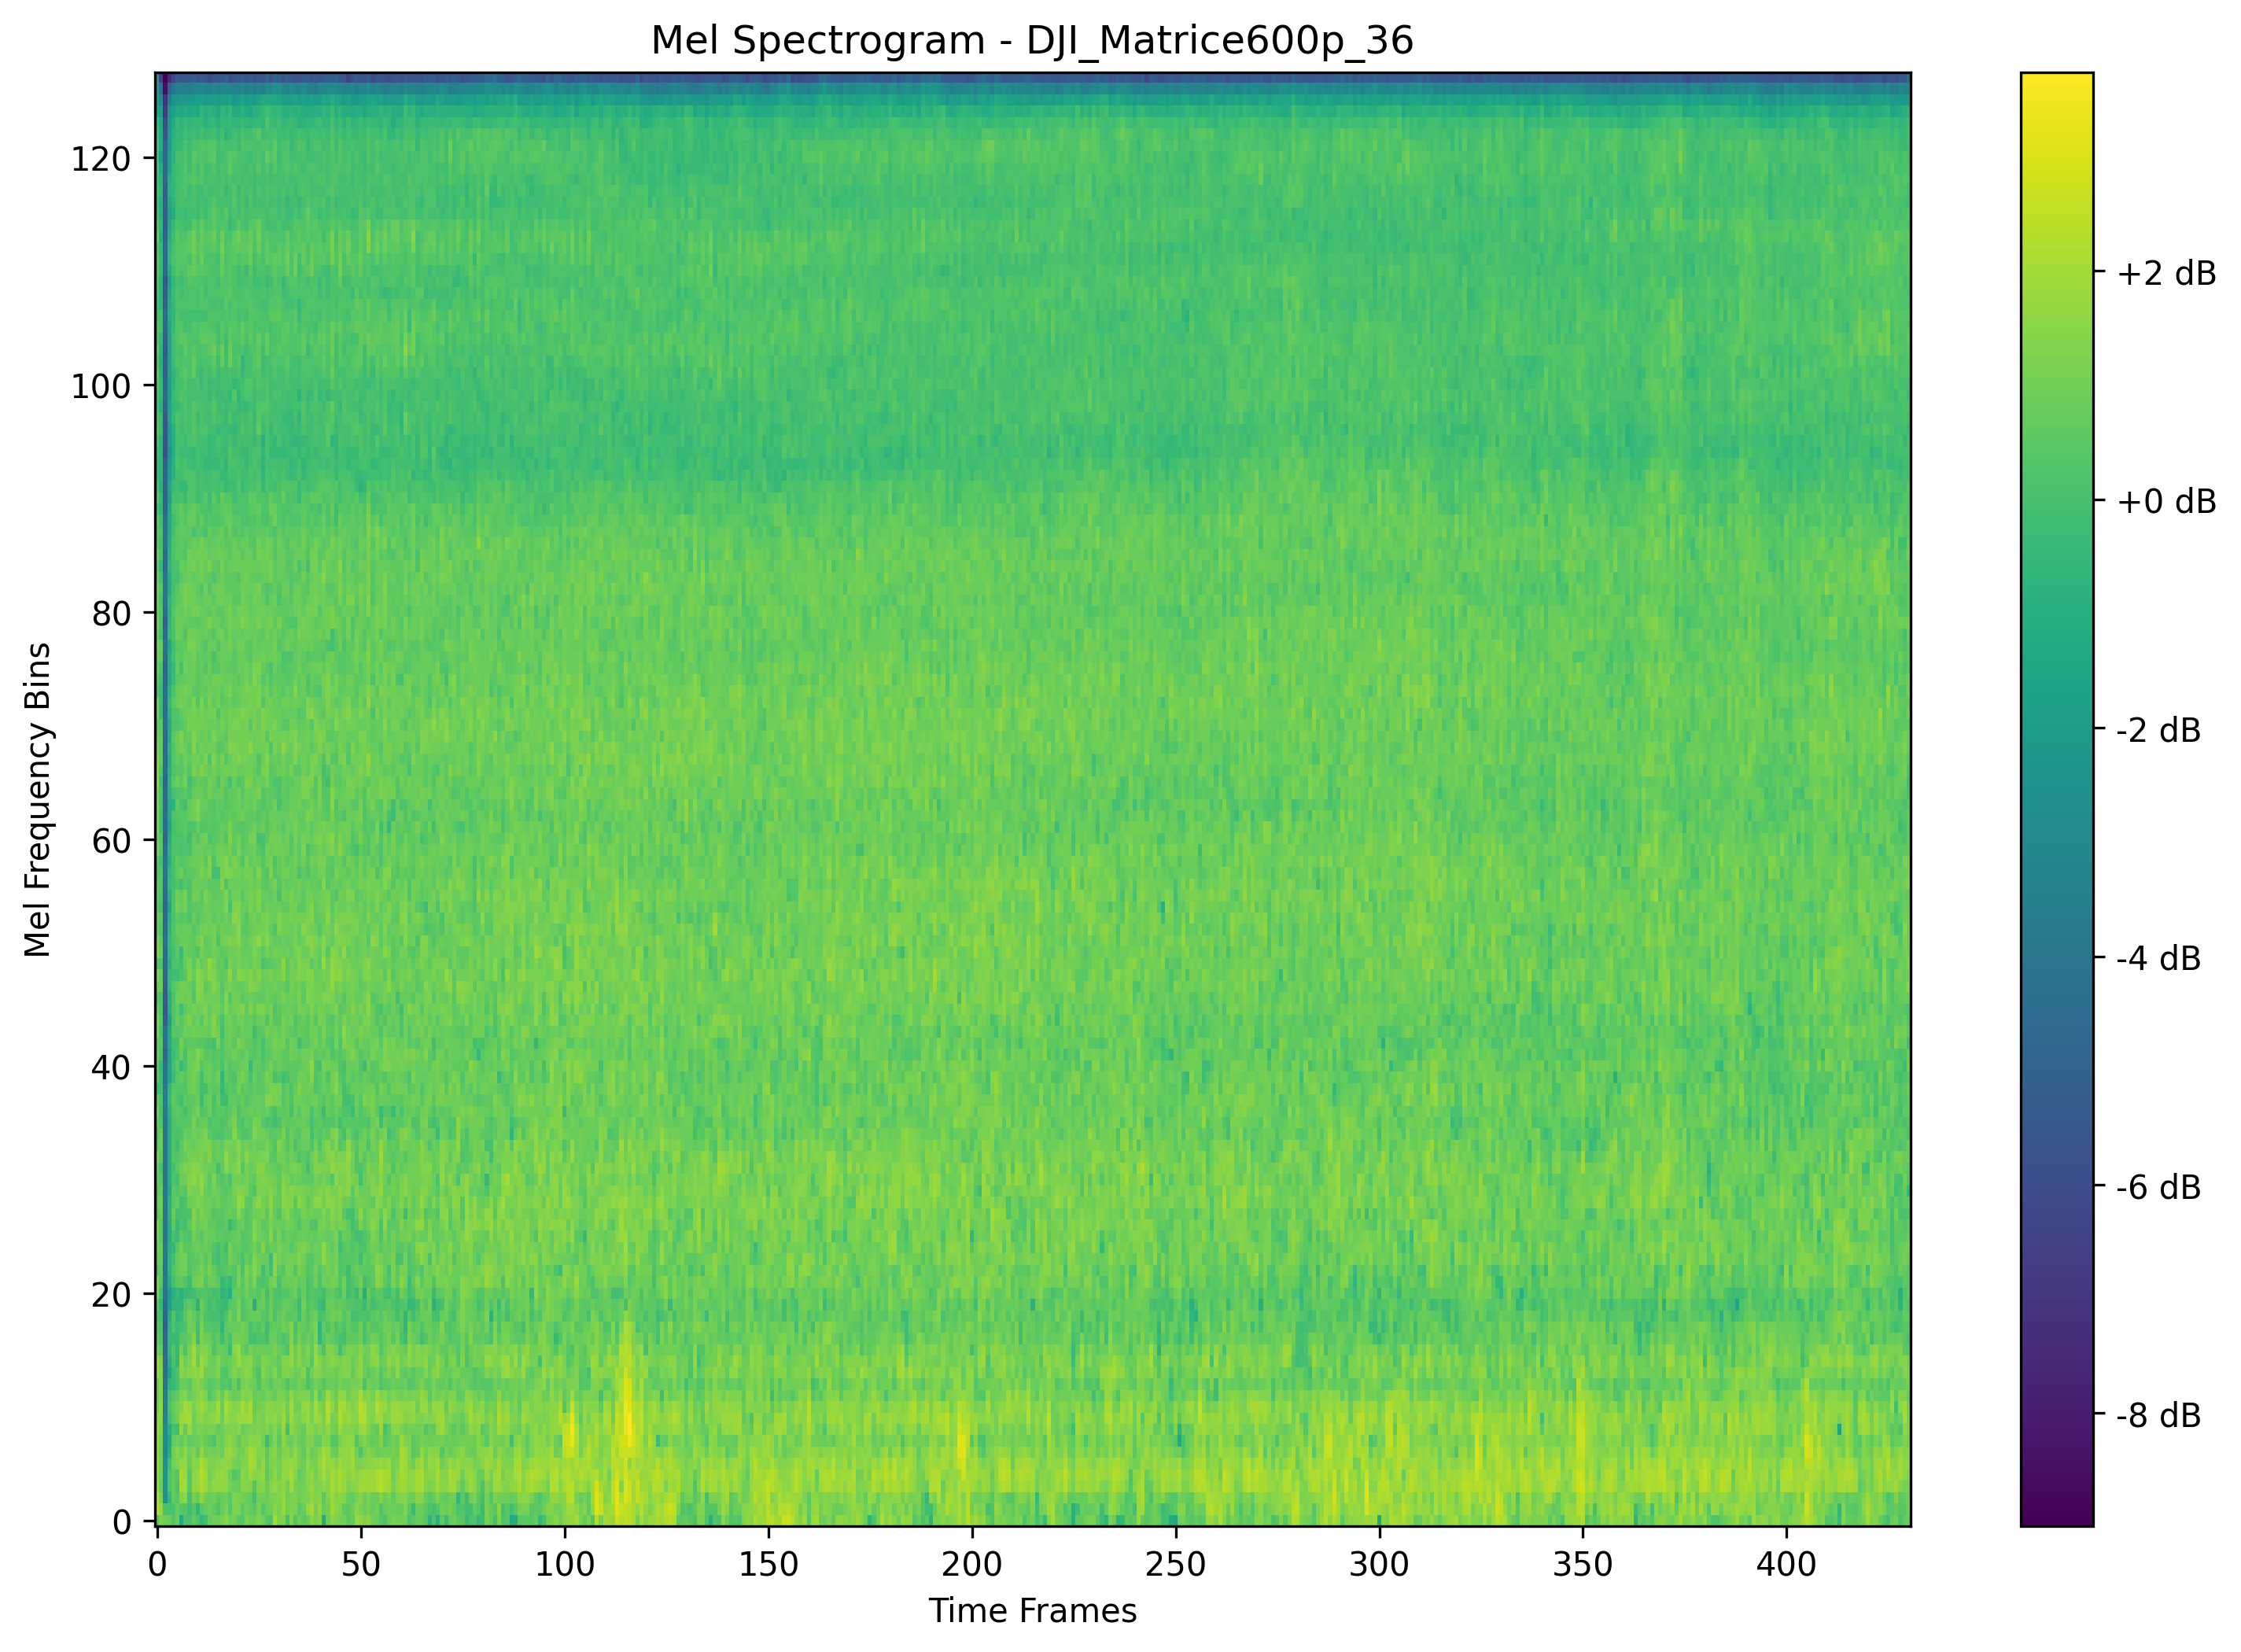 Mel Spectrogram - DJI_Matrice600p_36
Mel Frequency Bins
120
100
80
60
40
20
0
0 50 100 150 200 250 300 350 400
Time Frames
+2 dB
+0 dB
-2 dB
-4 dB
-6 dB
-8 dB